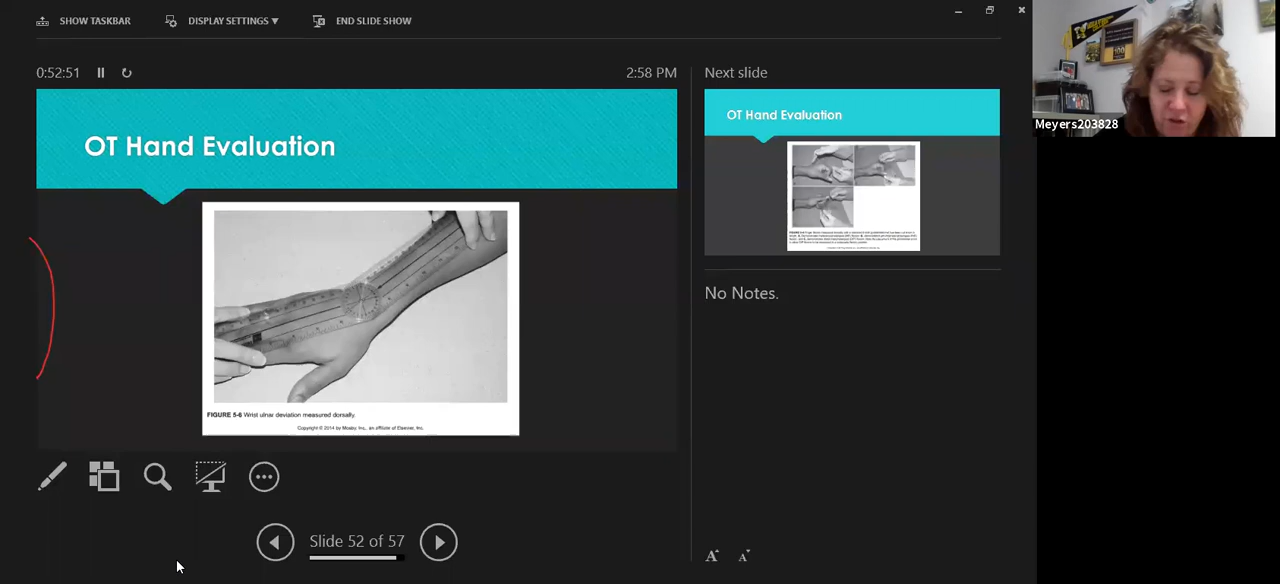 SHOW TASKBAR
DISPLAY SETTINGS ▼
END SLIDE SHOW
0:52:51
2:58 PM
Next slide
OT Hand Evaluation
FIGURE 5-6 Wrist ulnar deviation measured dorsally.
Copyright © 2014 by Mosby, Inc., an affiliate of Elsevier, Inc.
Slide 52 of 57
OT Hand Evaluation
No Notes.
A
A
Meyers203828
100